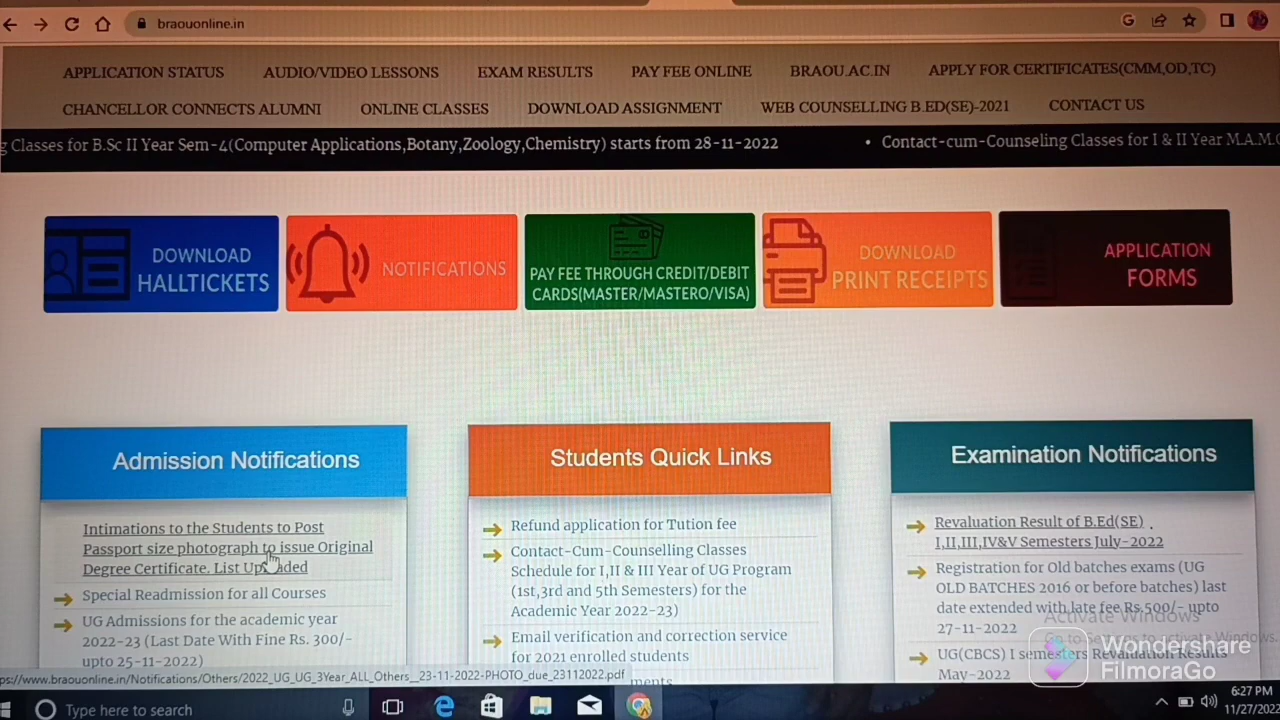 braouonline.in
APPLICATION STATUS AUDIO/VIDEO LESSONS EXAM RESULTS PAY FEE ONLINE BRAOU.AC.IN APPLY FOR CERTIFICATES(CMM,OD,TC)
CHANCELLOR CONNECTS ALUMNI ONLINE CLASSES DOWNLOAD ASSIGNMENT WEB COUNSELLING B.ED(SE)-2021 CONTACT US
g Classes for B.Sc II Year Sem-4(Computer Applications,Botany,Zoology,Chemistry) starts from 28-11-2022 • Contact-cum-Counseling Classes for I & II Year M.A,M.
DOWNLOAD
HALLTICKETS
NOTIFICATIONS
PAY FEE THROUGH CREDIT/DEBIT
CARDS(MASTER/MASTERO/VISA)
DOWNLOAD
PRINT RECEIPTS
APPLICATION
FORMS
Admission Notifications
Intimations to the Students to Post
Passport size photograph to issue Original
Degree Certificate. List Uploaded
Special Readmission for all Courses
UG Admissions for the academic year
2022-23 (Last Date With Fine Rs. 300/-
upto 25-11-2022)
Students Quick Links
Refund application for Tution fee
Contact-Cum-Counselling Classes
Schedule for I,II & III Year of UG Program
(1st,3rd and 5th Semesters) for the
Academic Year 2022-23)
Email verification and correction service
for 2021 enrolled students
ments
Examination Notifications
Revaluation Result of B.Ed(SE) .
I,II,III,IV&V Semesters July-2022
Registration for Old batches exams (UG
OLD BATCHES 2016 or before batches) last
date extended with late fee Rs.500/- upto
27-11-2022
UG(CBCS) I semesters Revaluation Results
May-2022
Activate Windows
Go to Settings to activate Windows.
Wondershare
FilmoraGo
ps://www.braouonline.in/Notifications/Others/2022_UG_UG_3Year_ALL_Others__23-11-2022-PHOTO_due_23112022.pdf
Type here to search
6:27 PM
11/27/2022